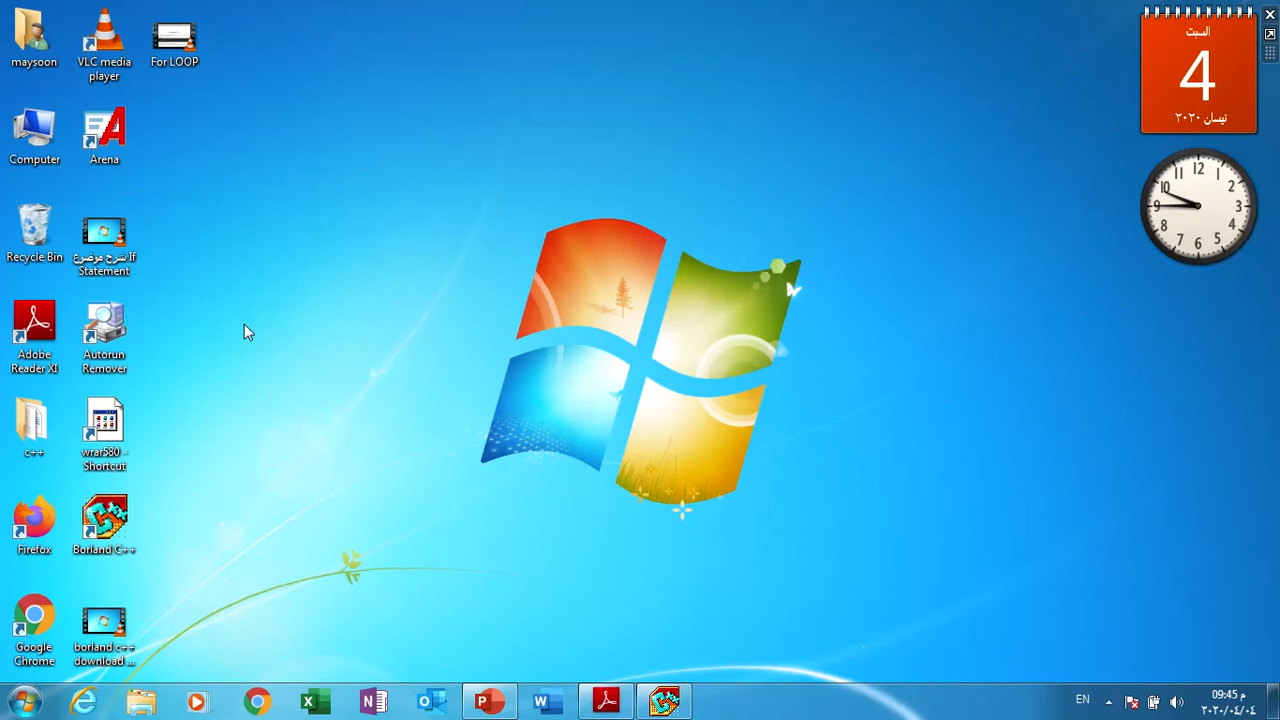 maysoon
VLC media
player
For LOOP
Computer
Arena
Recycle Bin
شرح موضوع If
Statement
Adobe
Reader XI
Autorun
Remover
c++
wrar580 -
Shortcut
Firefox
Borland C++
Google
Chrome
borland c++
download ...
السبت
4
نيسان ٢٠٢٠
12
1
2
3
4
5
6
7
8
9
10
11
EN
09:45 م
٢٠٢٠/٠٤/٠٤